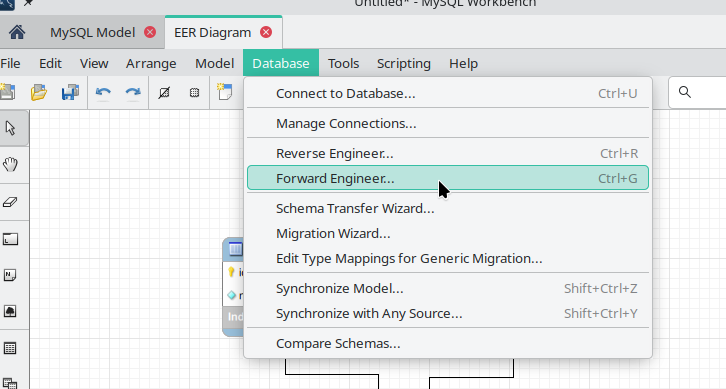 Untitled* - MySQL Workbench
MySQL Model
EER Diagram
File Edit View Arrange Model Database Tools Scripting Help
Connect to Database... Ctrl+U
Manage Connections...
Reverse Engineer... Ctrl+R
Forward Engineer... Ctrl+G
Schema Transfer Wizard...
Migration Wizard...
Edit Type Mappings for Generic Migration...
Synchronize Model... Shift+Ctrl+Z
Synchronize with Any Source... Shift+Ctrl+Y
Compare Schemas...
Ind